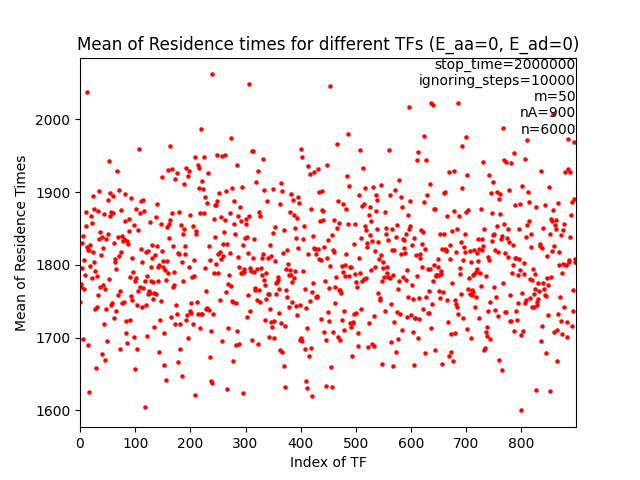 Mean of Residence times for different TFs (E_aa=0, E_ad=0)
stop_time=2000000
ignoring_steps=10000
m=50
nA=900
n=6000
Mean of Residence Times
2000
1900
1800
1700
1600
0 100 200 300 400 500 600 700 800
Index of TF